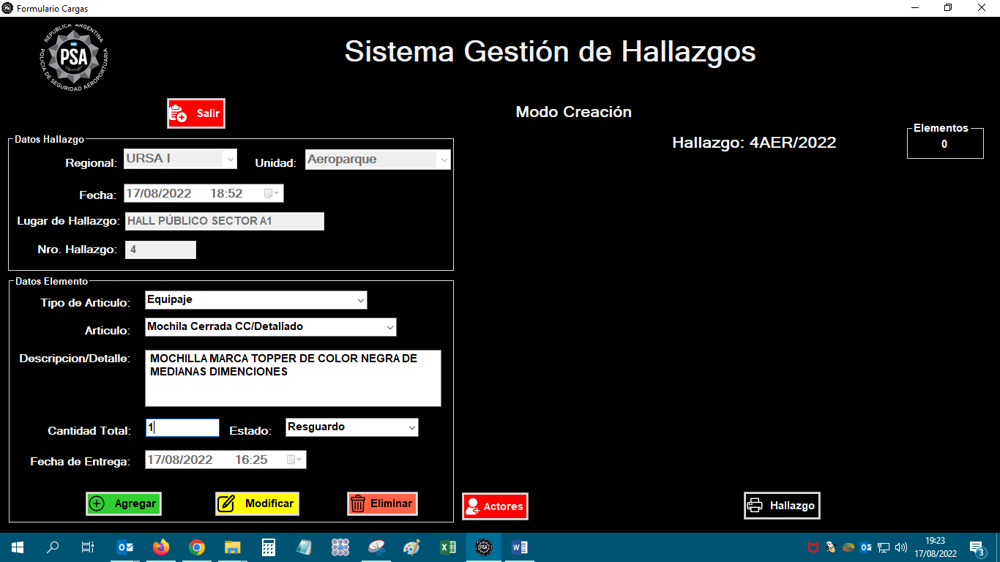 Formulario Cargas
REPUBLICA ARGENTINA
PSA
POLICIA DE SEGURIDAD AEROPORTUARIA
Sistema Gestión de Hallazgos
Salir
Modo Creación
Hallazgo: 4AER/2022
Elementos
0
Datos Hallazgo
Regional: URSA I Unidad: Aeroparque
Fecha: 17/08/2022 18:52
Lugar de Hallazgo: HALL PÚBLICO SECTOR A1
Nro. Hallazgo: 4
Datos Elemento
Tipo de Articulo: Equipaje
Articulo: Mochila Cerrada CC/Detallado
Descripcion/Detalle: MOCHILLA MARCA TOPPER DE COLOR NEGRA DE
MEDIANAS DIMENCIONES
Cantidad Total: 1 Estado: Resguardo
Fecha de Entrega: 17/08/2022 16:25
Agregar Modificar Eliminar Actores Hallazgo
19:23
17/08/2022
3